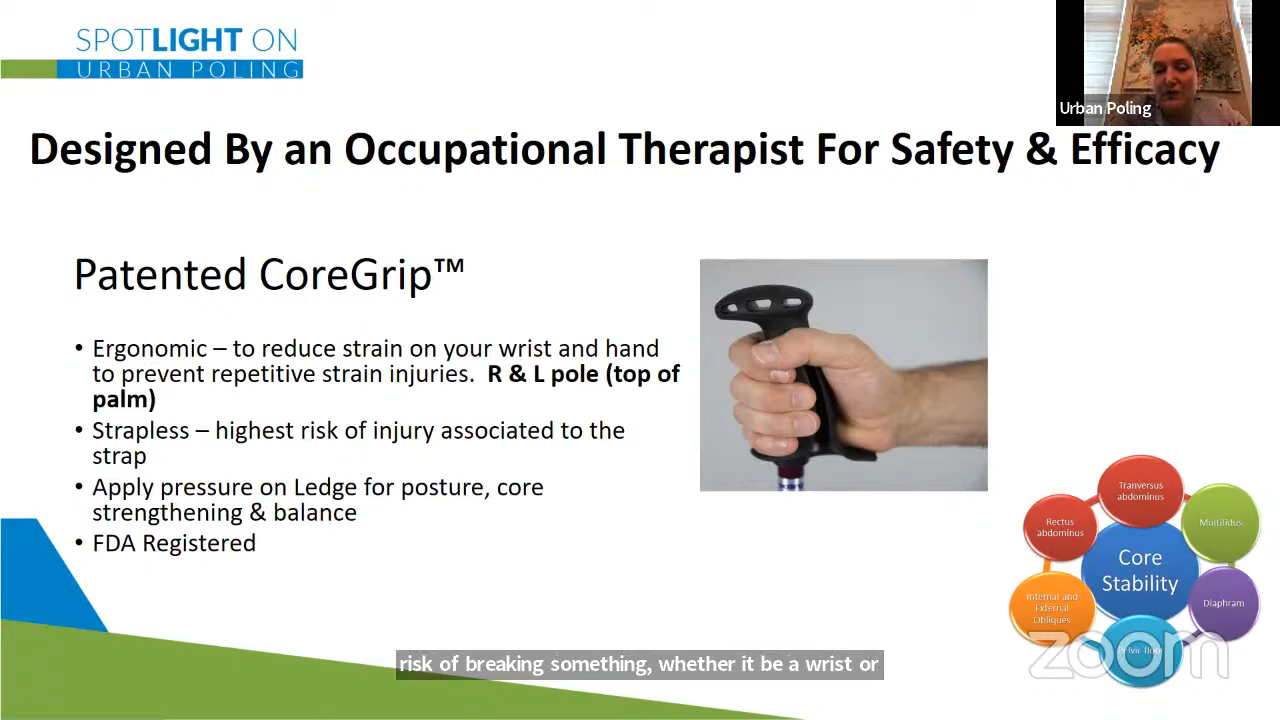 SPOTLIGHT ON
URBAN POLING
Urban Poling
Designed By an Occupational Therapist For Safety & Efficacy
Patented CoreGrip™
• Ergonomic – to reduce strain on your wrist and hand
to prevent repetitive strain injuries. R & L pole (top of
palm)
• Strapless – highest risk of injury associated to the
strap
• Apply pressure on Ledge for posture, core
strengthening & balance
• FDA Registered
Tranversus
abdominus
Rectus
abdominus
Multilidus
Core
Stability
Internal and
External
Obliques
Diaphram
Pelvic floor
zoom
risk of breaking something, whether it be a wrist or